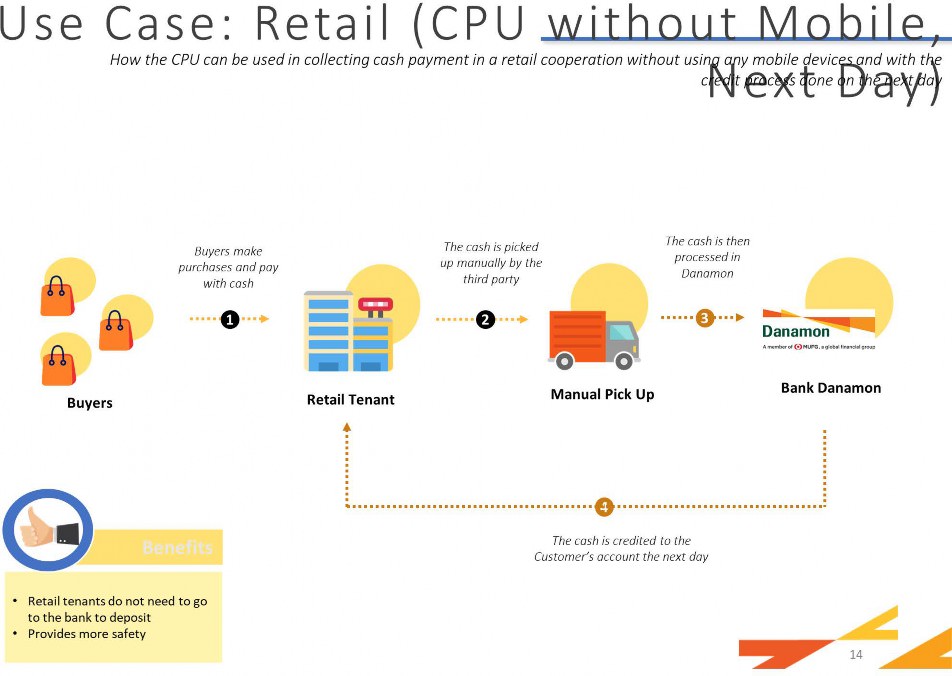 Use Case: Retail (CPU without Mobile,
Next Day)
How the CPU can be used in collecting cash payment in a retail cooperation without using any mobile devices and with the
credit process done on the next day
Buyers make
purchases and pay
with cash
The cash is picked
up manually by the
third party
The cash is then
processed in
Danamon
1
2
3
Danamon
A member of MUFG, a global financial group
Buyers
Retail Tenant
Manual Pick Up
Bank Danamon
4
The cash is credited to the
Customer's account the next day
Benefits
• Retail tenants do not need to go
to the bank to deposit
• Provides more safety
14